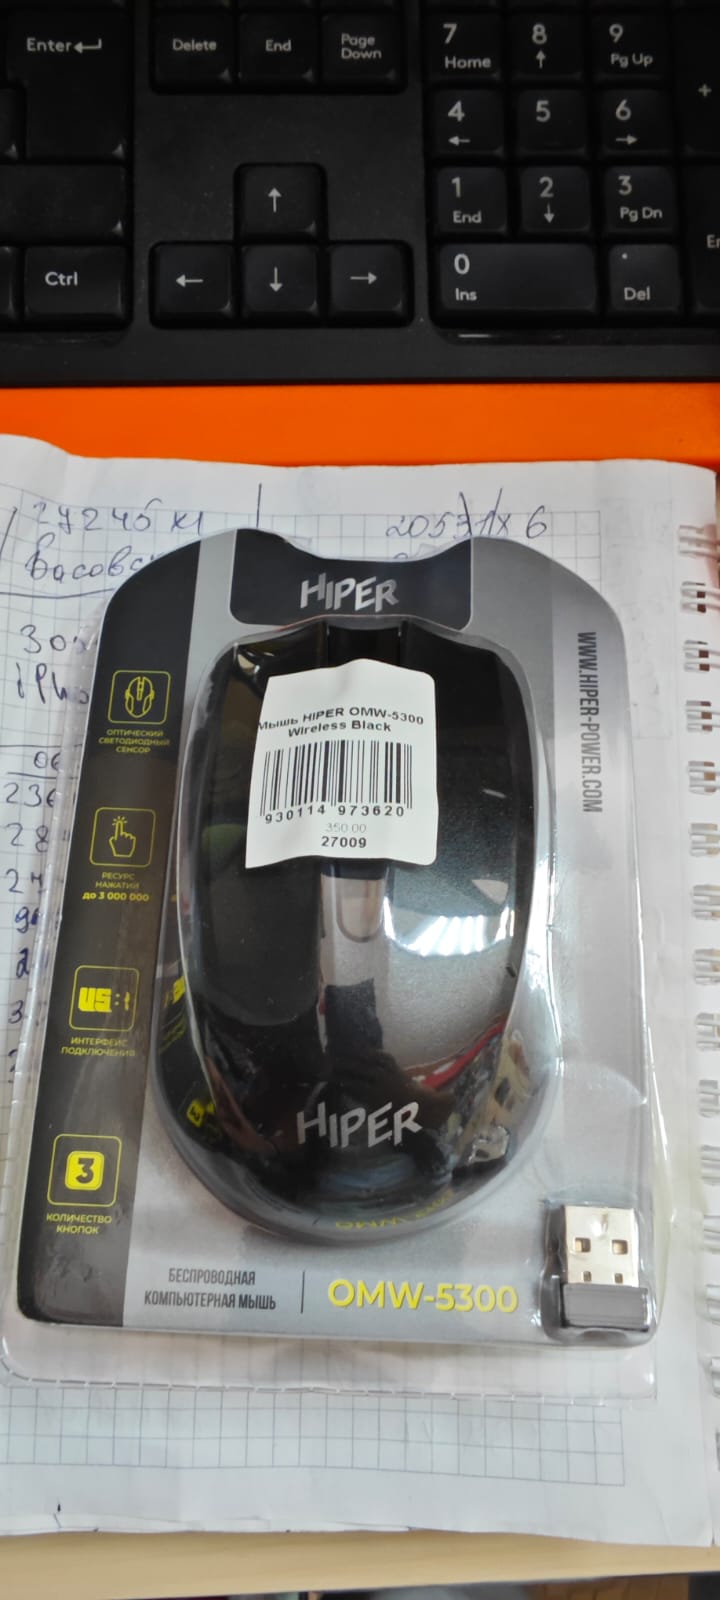 Enter
Delete
End
Page Down
7
Home
8
9
Pg Up
+
4
5
6
1
End
2
3
Pg Dn
Ctrl
0
Ins
.
Del
27245
20531x6
HIPER
WWW.HIPER-POWER.COM
ОПТИЧЕСКИЙ
СВЕТОДИОДНЫЙ
СЕНСОР
Мышь HIPER OMW-5300
Wireless Black
930114 973620
350.00
27009
РЕСУРС
НАЖАТИЙ
ДО 3 000 000
ИНТЕРФЕЙС
ПОДКЛЮЧЕНИЯ
HIPER
3
КОЛИЧЕСТВО
КНОПОК
БЕСПРОВОДНАЯ
КОМПЬЮТЕРНАЯ МЫШЬ
OMW-5300